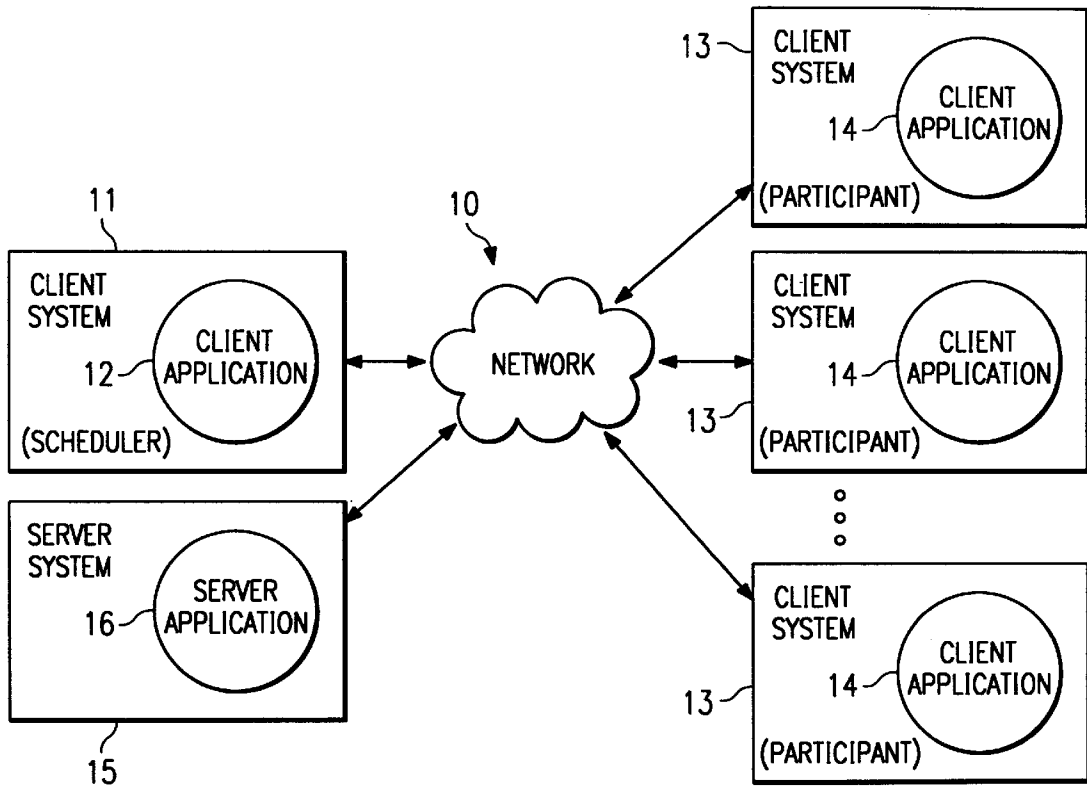 11
CLIENT
SYSTEM
12
CLIENT
APPLICATION
(SCHEDULER)
SERVER
SYSTEM
16
SERVER
APPLICATION
15
10
NETWORK
13
CLIENT
SYSTEM
14
CLIENT
APPLICATION
(PARTICIPANT)
CLIENT
SYSTEM
14
CLIENT
APPLICATION
13
(PARTICIPANT)
CLIENT
SYSTEM
13
14
CLIENT
APPLICATION
(PARTICIPANT)